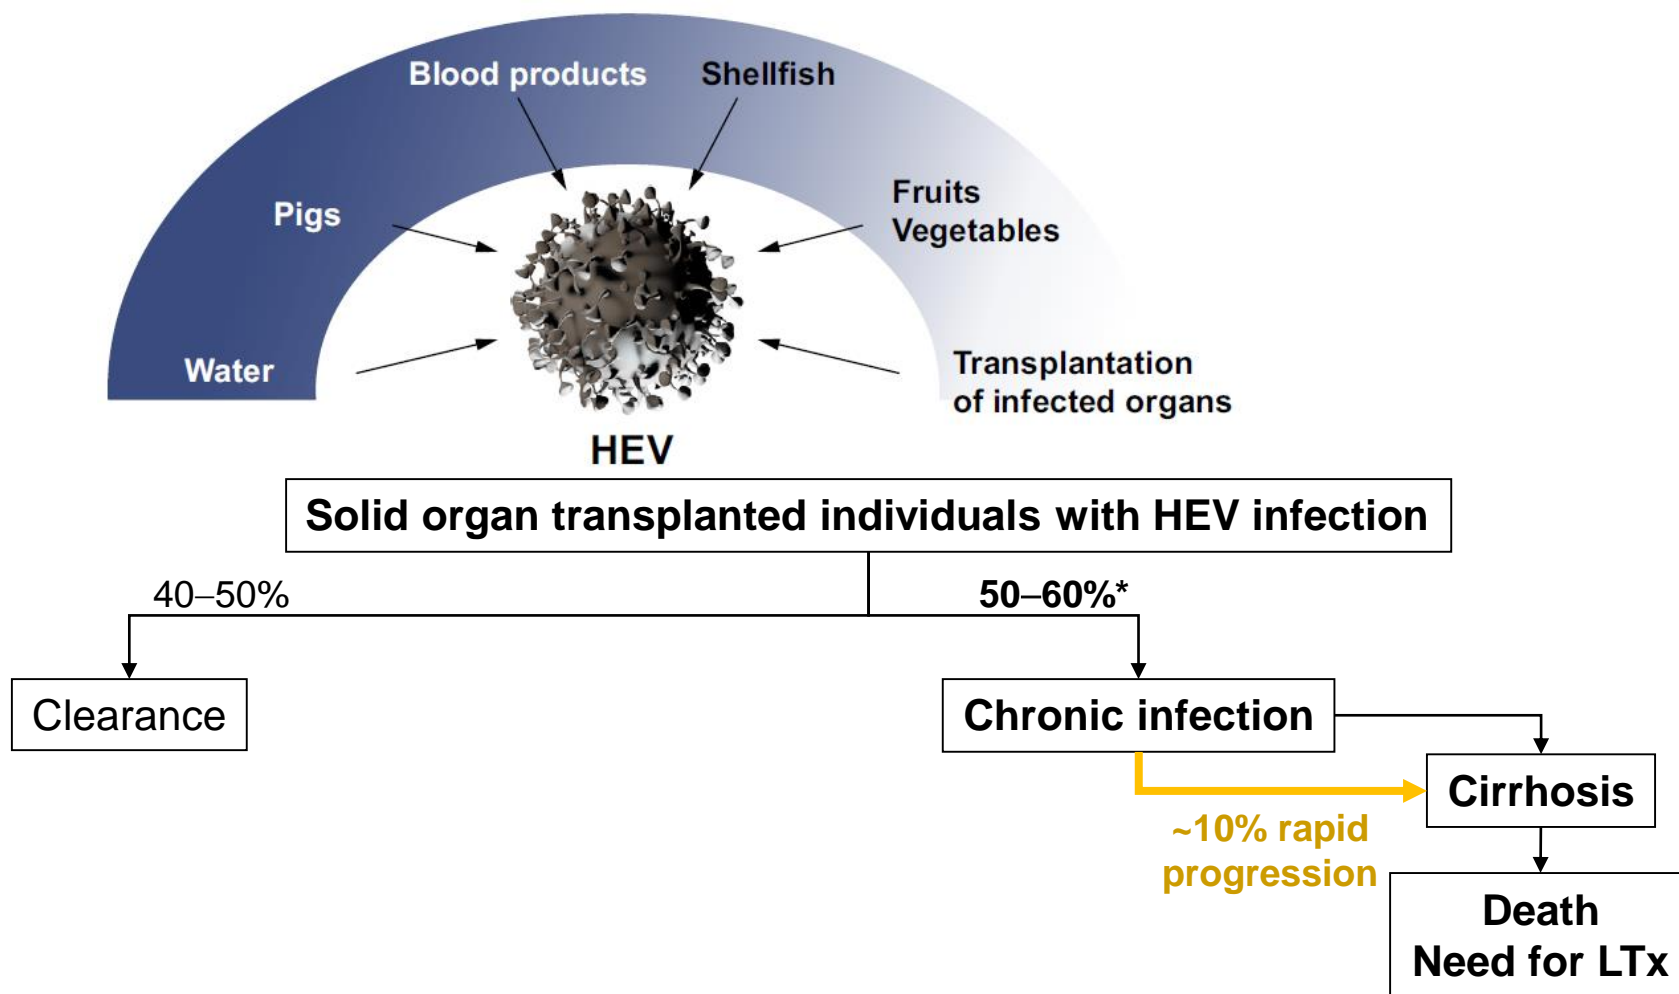 Blood products
Shellfish
Pigs
Fruits
Vegetables
Water
Transplantation
of infected organs
HEV
Solid organ transplanted individuals with HEV infection
40–50%
50–60%*
Clearance
Chronic infection
Cirrhosis
~10% rapid
progression
Death
Need for LTx